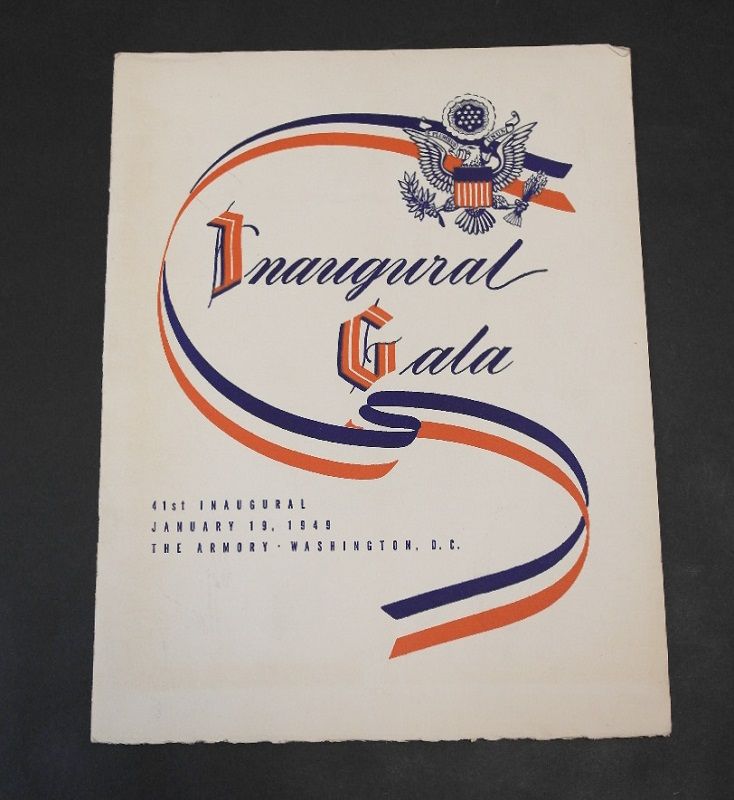 Inaugural
Gala
41st INAUGURAL
JANUARY 19, 1949
THE ARMORY · WASHINGTON, D.C.